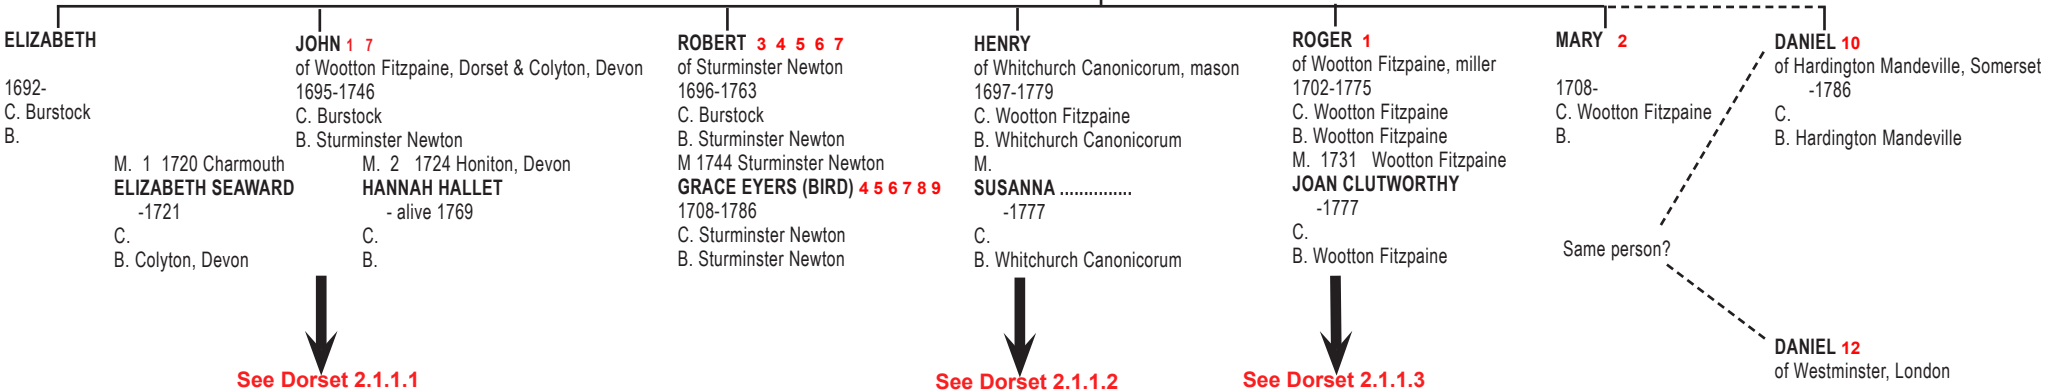 ELIZABETH
1692-
C. Burstock
B.
JOHN 1 7
of Wootton Fitzpaine, Dorset & Colyton, Devon
1695-1746
C. Burstock
B. Sturminster Newton
M. 1 1720 Charmouth
ELIZABETH SEAWARD
-1721
C.
B. Colyton, Devon
M. 2 1724 Honiton, Devon
HANNAH HALLET
- alive 1769
C.
B.
See Dorset 2.1.1.1
ROBERT 3 4 5 6 7
of Sturminster Newton
1696-1763
C. Burstock
B. Sturminster Newton
M 1744 Sturminster Newton
GRACE EYERS (BIRD) 4 5 6 7 8 9
1708-1786
C. Sturminster Newton
B. Sturminster Newton
HENRY
of Whitchurch Canonicorum, mason
1697-1779
C. Wootton Fitzpaine
B. Whitchurch Canonicorum
M.
SUSANNA ...............
-1777
C.
B. Whitchurch Canonicorum
See Dorset 2.1.1.2
ROGER 1
of Wootton Fitzpaine, miller
1702-1775
C. Wootton Fitzpaine
B. Wootton Fitzpaine
M. 1731 Wootton Fitzpaine
JOAN CLUTWORTHY
-1777
C.
B. Wootton Fitzpaine
See Dorset 2.1.1.3
MARY 2
1708-
C. Wootton Fitzpaine
B.
DANIEL 10
of Hardington Mandeville, Somerset
-1786
C.
B. Hardington Mandeville
Same person?
DANIEL 12
of Westminster, London